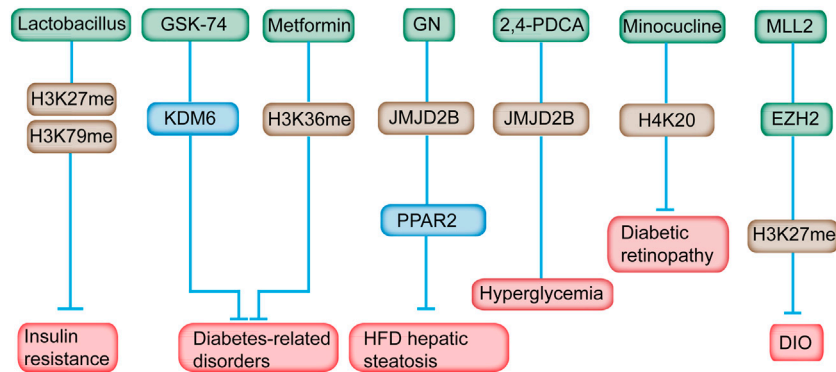 Lactobacillus
GSK-74
Metformin
GN
2,4-PDCA
Minocucline
MLL2
H3K27me
H3K79me
KDM6
H3K36me
JMJD2B
JMJD2B
H4K20
EZH2
PPAR2
Diabetic
retinopathy
H3K27me
Hyperglycemia
Insulin
resistance
Diabetes-related
disorders
HFD hepatic
steatosis
DIO